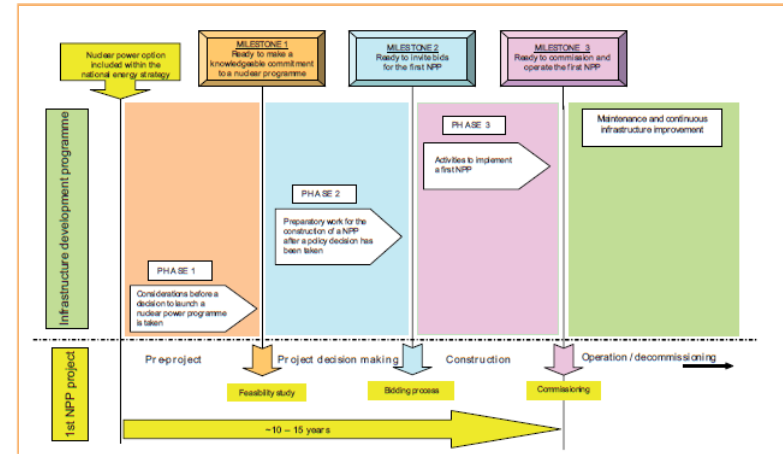 Nuclear power option
included within the
national energy strategy
MILESTONE 1
Ready to make a
knowledgeable commitment
to a nuclear programme
MILESTONE 2
Ready to invite bids
for the first NPP
MILESTONE 3
Ready to commission and
operate the first NPP
Infrastructure development programme
PHASE 1
Considerations before a
decision to launch a
nuclear power programme
is taken
PHASE 2
Preparatory work for the
construction of a NPP
after a policy decision has
been taken
PHASE 3
Activities to implement
a first NPP
Maintenance and continuous
infrastructure improvement
1st NPP project
Pre-project
Project decision making
Construction
Operation / decommissioning
Feasibility study
Bidding process
Commissioning
~10 – 15 years